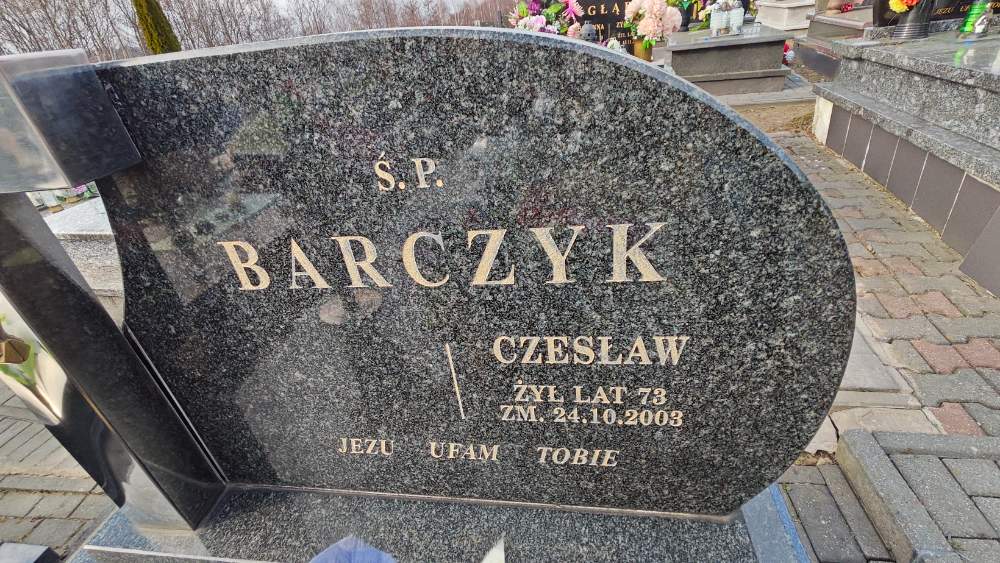 Ś.P.
BARCZYK
CZESŁAW
ŻYŁ LAT 73
ZM. 24.10.2003
JEZU UFAM TOBIE